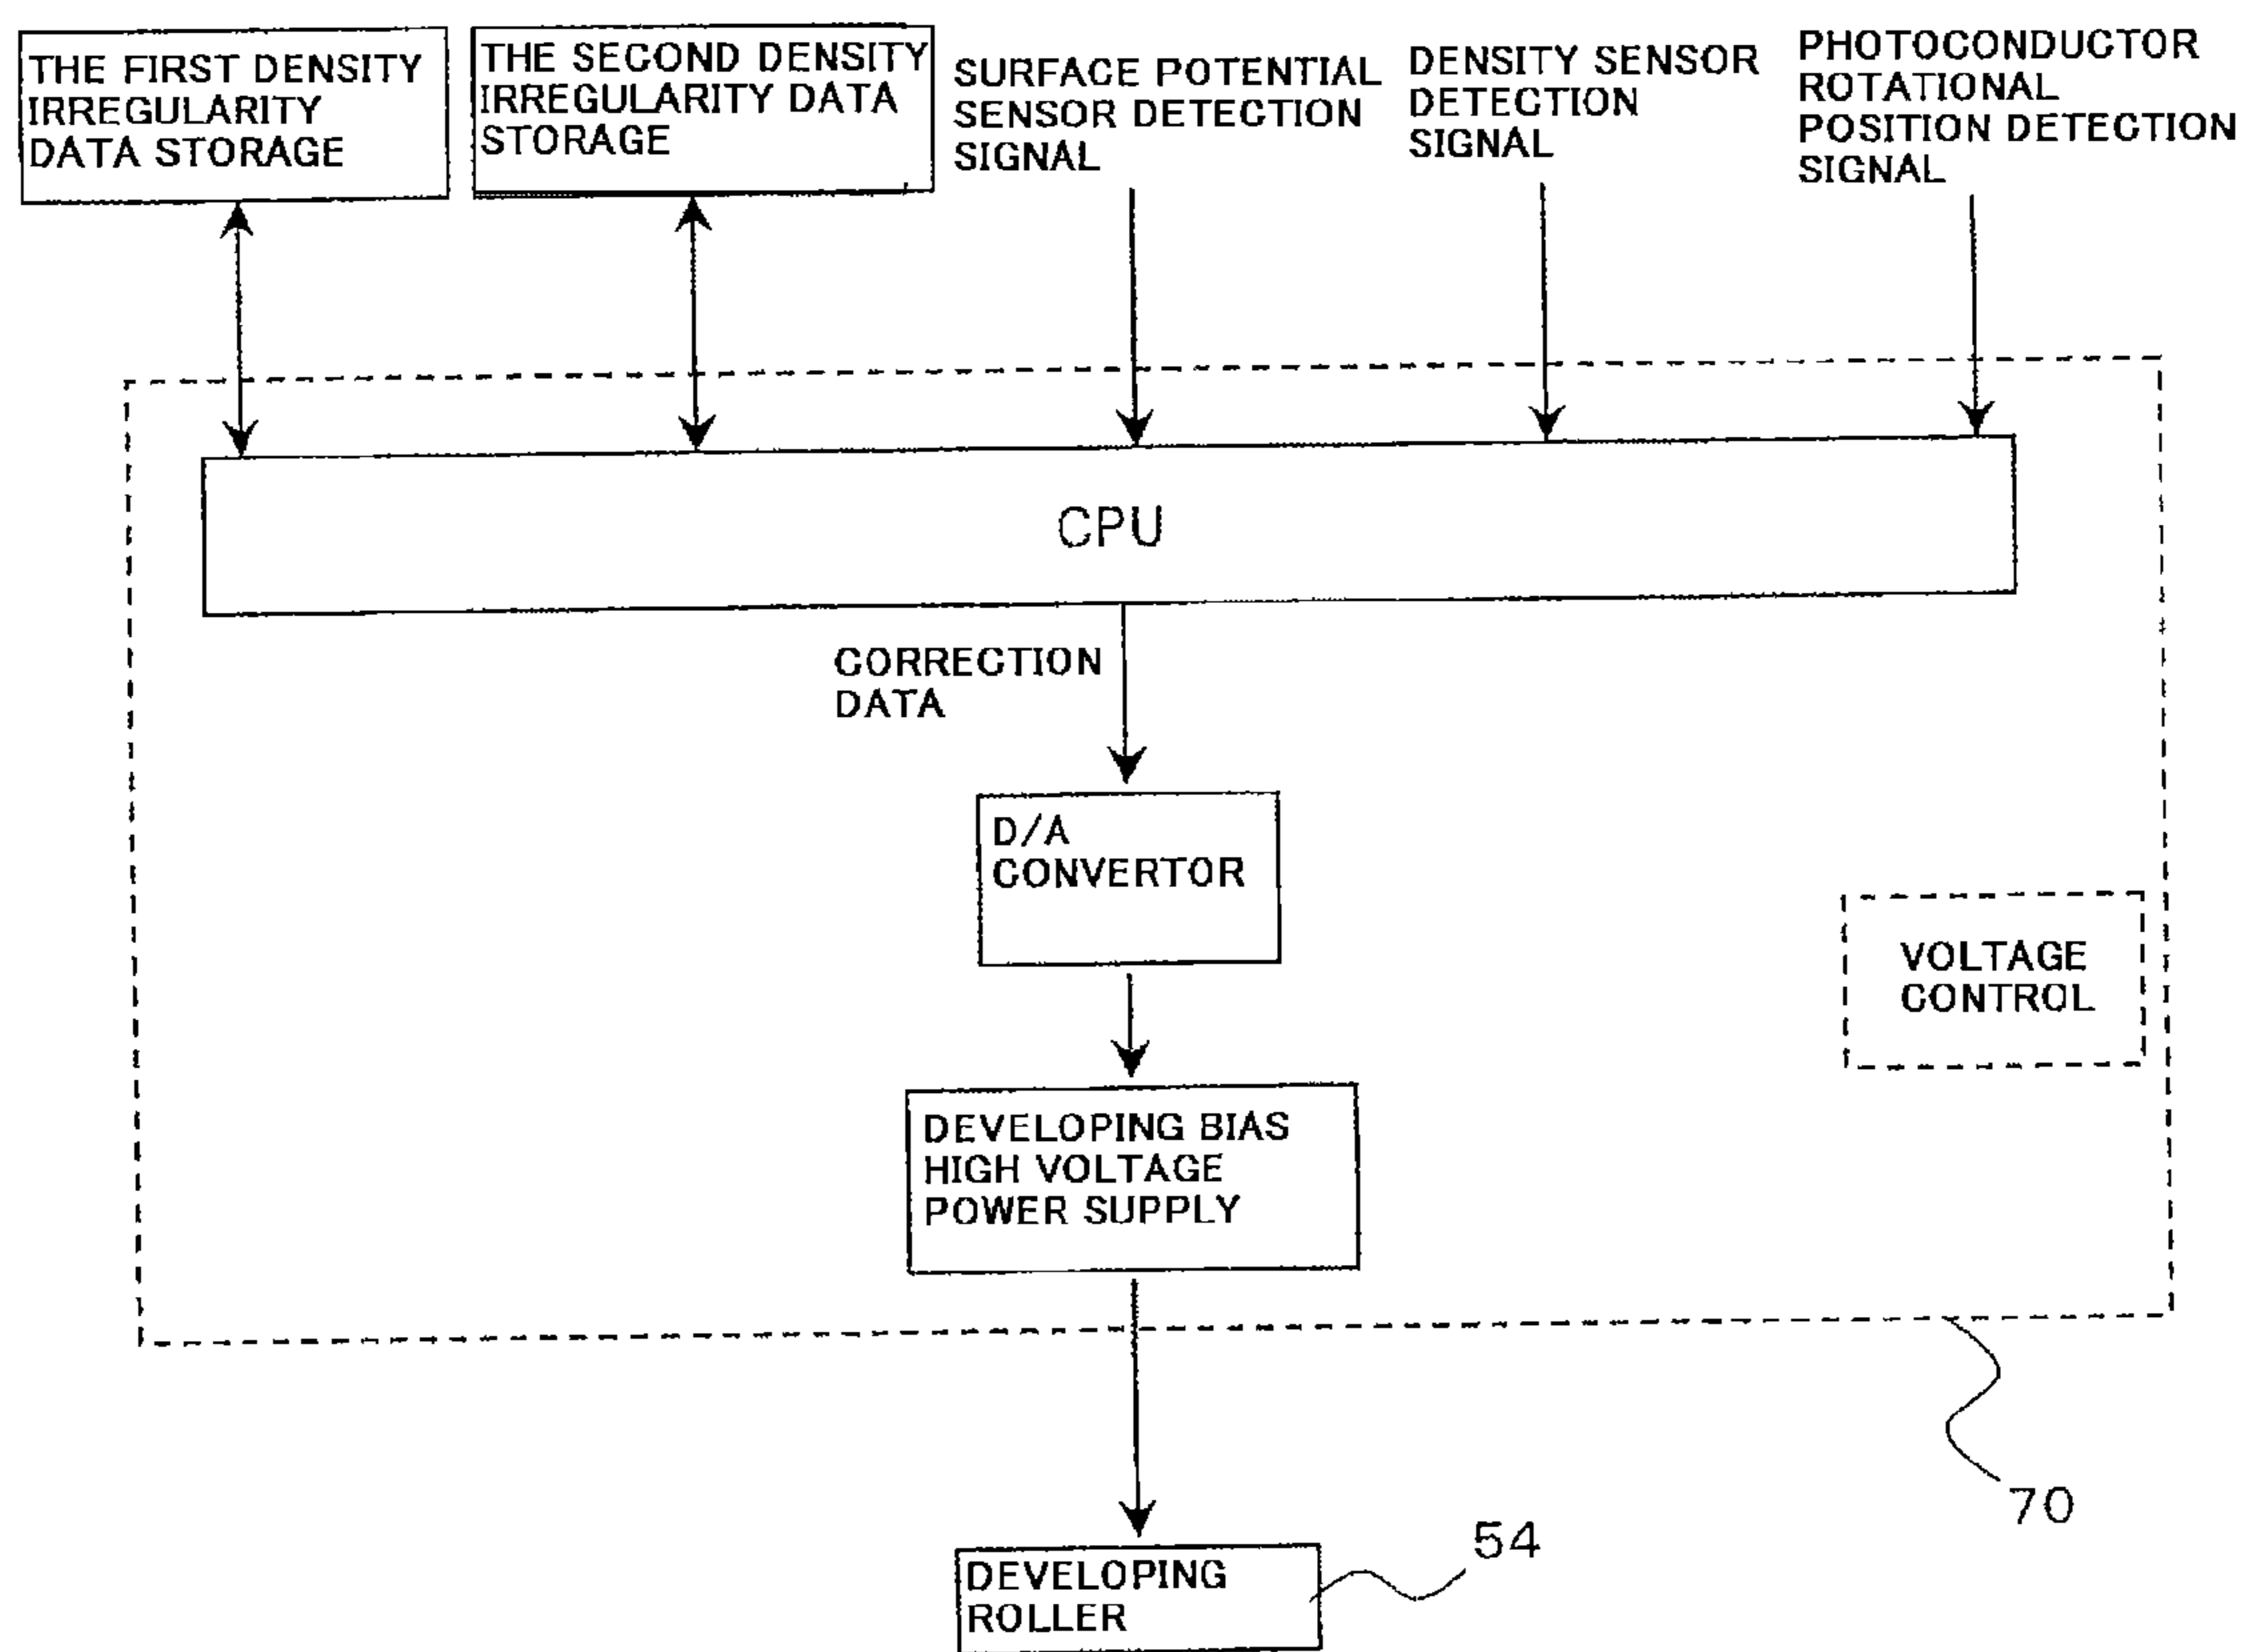 THE FIRST DENSITY
IRREGULARITY
DATA STORAGE
THE SECOND DENSITY
IRREGULARITY DATA
STORAGE
SURFACE POTENTIAL
SENSOR DETECTION
SIGNAL
DENSITY SENSOR
DETECTION
SIGNAL
PHOTOCONDUCTOR
ROTATIONAL
POSITION DETECTION
SIGNAL
CPU
CORRECTION
DATA
D/A
CONVERTOR
VOLTAGE
CONTROL
DEVELOPING BIAS
HIGH VOLTAGE
POWER SUPPLY
70
54
DEVELOPING
ROLLER